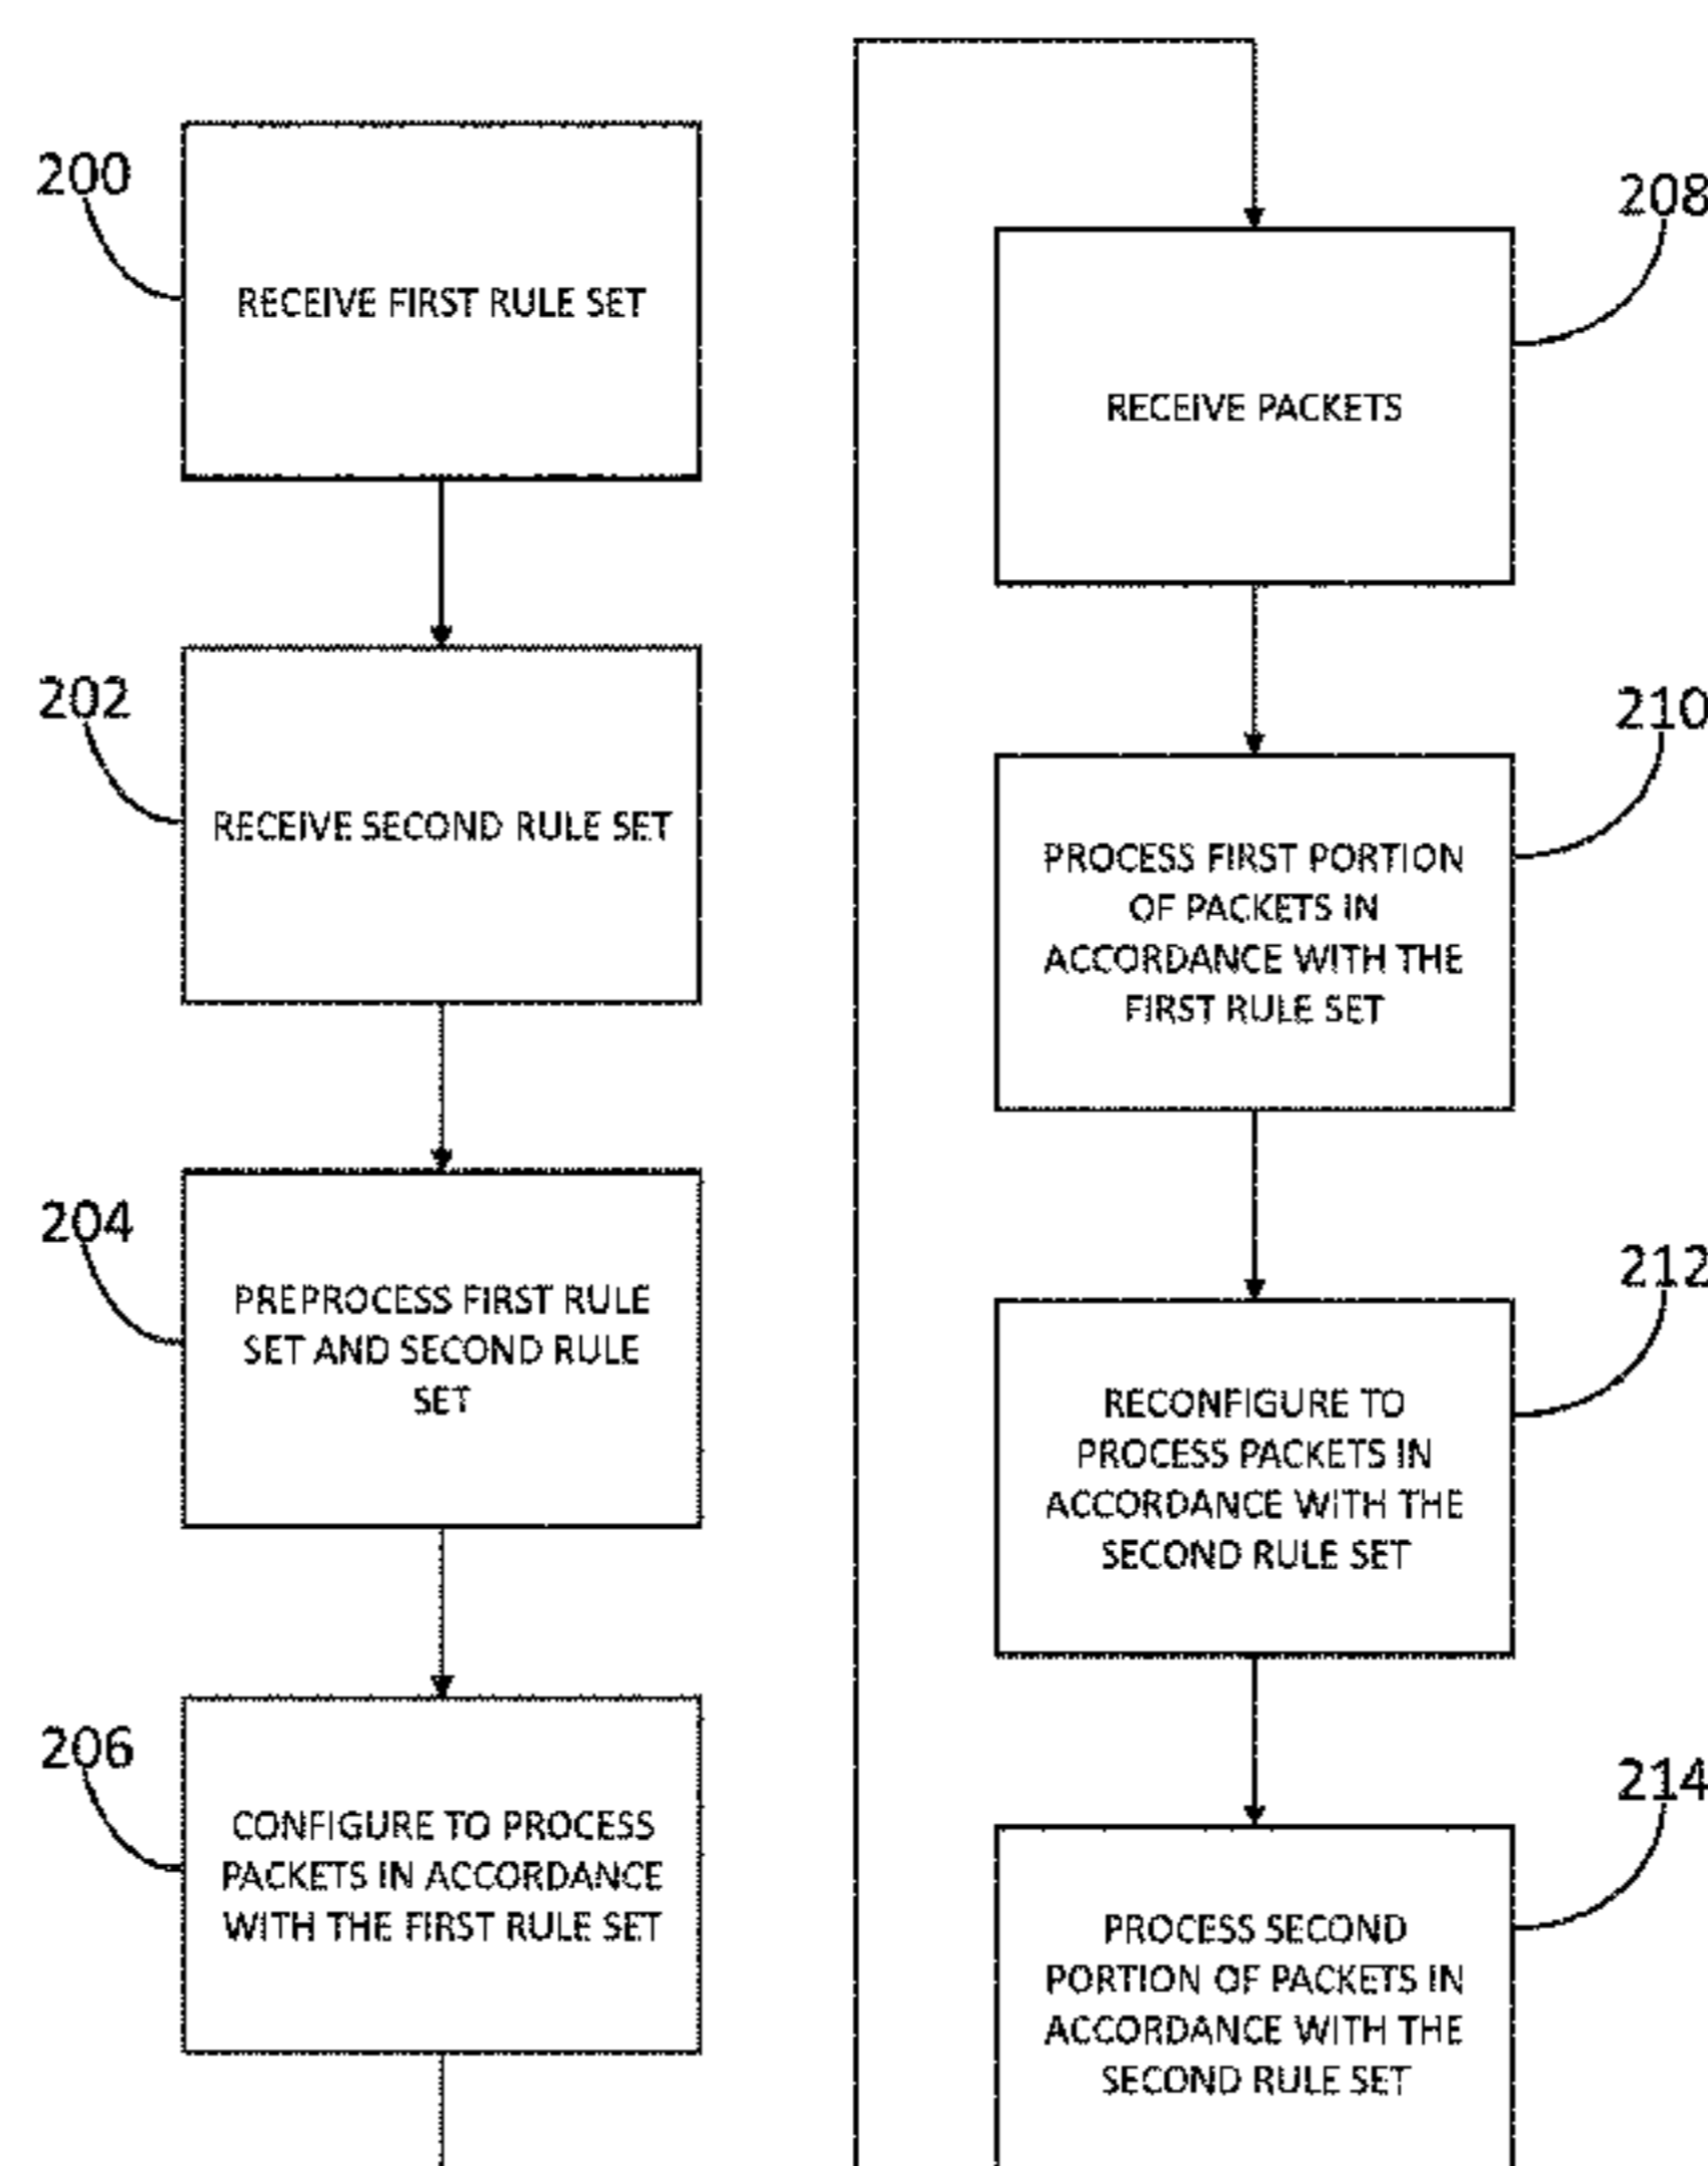 200
RECEIVE FIRST RULE SET
202
RECEIVE SECOND RULE SET
204
PREPROCESS FIRST RULE
SET AND SECOND RULE
SET
206
CONFIGURE TO PROCESS
PACKETS IN ACCORDANCE
WITH THE FIRST RULE SET
208
RECEIVE PACKETS
210
PROCESS FIRST PORTION
OF PACKETS IN
ACCORDANCE WITH THE
FIRST RULE SET
212
RECONFIGURE TO
PROCESS PACKETS IN
ACCORDANCE WITH THE
SECOND RULE SET
214
PROCESS SECOND
PORTION OF PACKETS IN
ACCORDANCE WITH THE
SECOND RULE SET